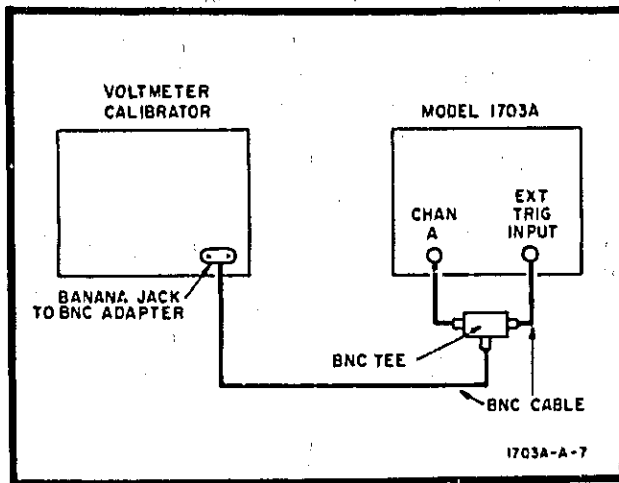 VOLTMETER
CALIBRATOR
MODEL 1703A
CHAN
A
EXT
TRIG
INPUT
BANANA JACK
TO BNC ADAPTER
BNC TEE
BNC CABLE
1703A-A-7